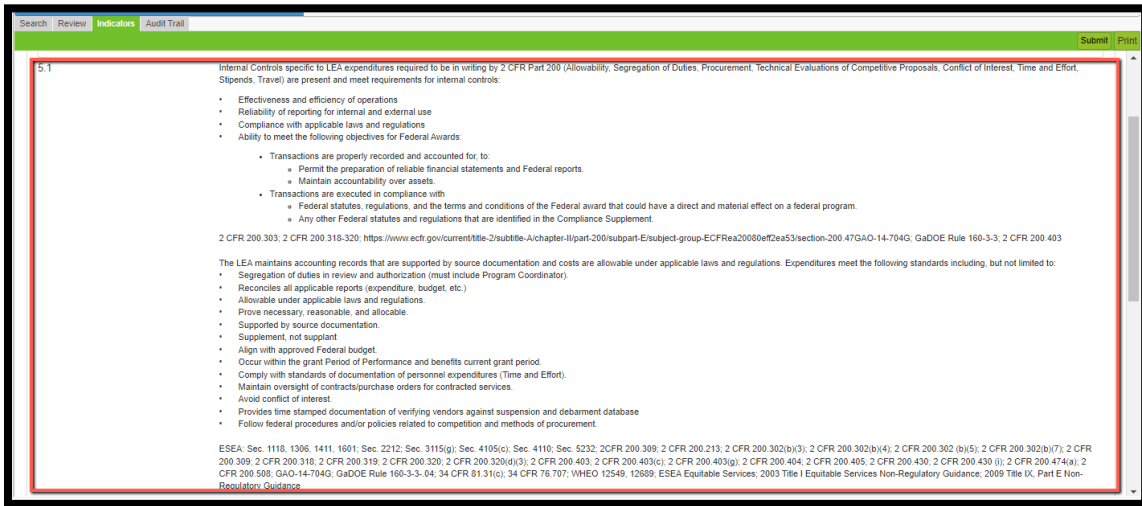 Search Review Indicators Audit Trail
Submit Print
5.1
Internal Controls specific to LEA expenditures required to be in writing by 2 CFR Part 200 (Allowability, Segregation of Duties, Procurement, Technical Evaluations of Competitive Proposals, Conflict of Interest, Time and Effort,
Stipends, Travel) are present and meet requirements for internal controls:
• Effectiveness and efficiency of operations
• Reliability of reporting for internal and external use
• Compliance with applicable laws and regulations
• Ability to meet the following objectives for Federal Awards:
• Transactions are properly recorded and accounted for, to:
o Permit the preparation of reliable financial statements and Federal reports.
o Maintain accountability over assets.
• Transactions are executed in compliance with
o Federal statutes, regulations, and the terms and conditions of the Federal award that could have a direct and material effect on a federal program.
o Any other Federal statutes and regulations that are identified in the Compliance Supplement.
2 CFR 200.303; 2 CFR 200.318-320; https://www.ecfr.gov/current/title-2/subtitle-A/chapter-II/part-200/subpart-E/subject-group-ECFRea20080eff2ea53/section-200.47GAO-14-704G; GaDOE Rule 160-3-3; 2 CFR 200.403
The LEA maintains accounting records that are supported by source documentation and costs are allowable under applicable laws and regulations. Expenditures meet the following standards including, but not limited to:
• Segregation of duties in review and authorization (must include Program Coordinator).
• Reconciles all applicable reports (expenditure, budget, etc.)
• Allowable under applicable laws and regulations.
• Prove necessary, reasonable, and allocable.
• Supported by source documentation.
• Supplement, not supplant
• Align with approved Federal budget.
• Occur within the grant Period of Performance and benefits current grant period.
• Comply with standards of documentation of personnel expenditures (Time and Effort).
• Maintain oversight of contracts/purchase orders for contracted services.
• Avoid conflict of interest.
• Provides time stamped documentation of verifying vendors against suspension and debarment database
• Follow federal procedures and/or policies related to competition and methods of procurement.
ESEA: Sec. 1118, 1306, 1411, 1601; Sec. 2212; Sec. 3115(g); Sec. 4105(c); Sec. 4110; Sec. 5232; 2CFR 200.309; 2 CFR 200.213; 2 CFR 200.302(b)(3); 2 CFR 200.302(b)(4); 2 CFR 200.302 (b)(5); 2 CFR 200.302(b)(7); 2 CFR
200.309; 2 CFR 200.318; 2 CFR 200.319; 2 CFR 200.320; 2 CFR 200.320(d)(3); 2 CFR 200.403; 2 CFR 200.403(c); 2 CFR 200.403(g); 2 CFR 200.404; 2 CFR 200.405; 2 CFR 200.430; 2 CFR 200.430 (i); 2 CFR 200.474(a); 2
CFR 200.508; GAO-14-704G; GaDOE Rule 160-3-3-.04; 34 CFR 81.31(c); 34 CFR 76.707; WHEO 12549, 12689; ESEA Equitable Services; 2003 Title I Equitable Services Non-Regulatory Guidance; 2009 Title IX, Part E Non-
Regulatory Guidance